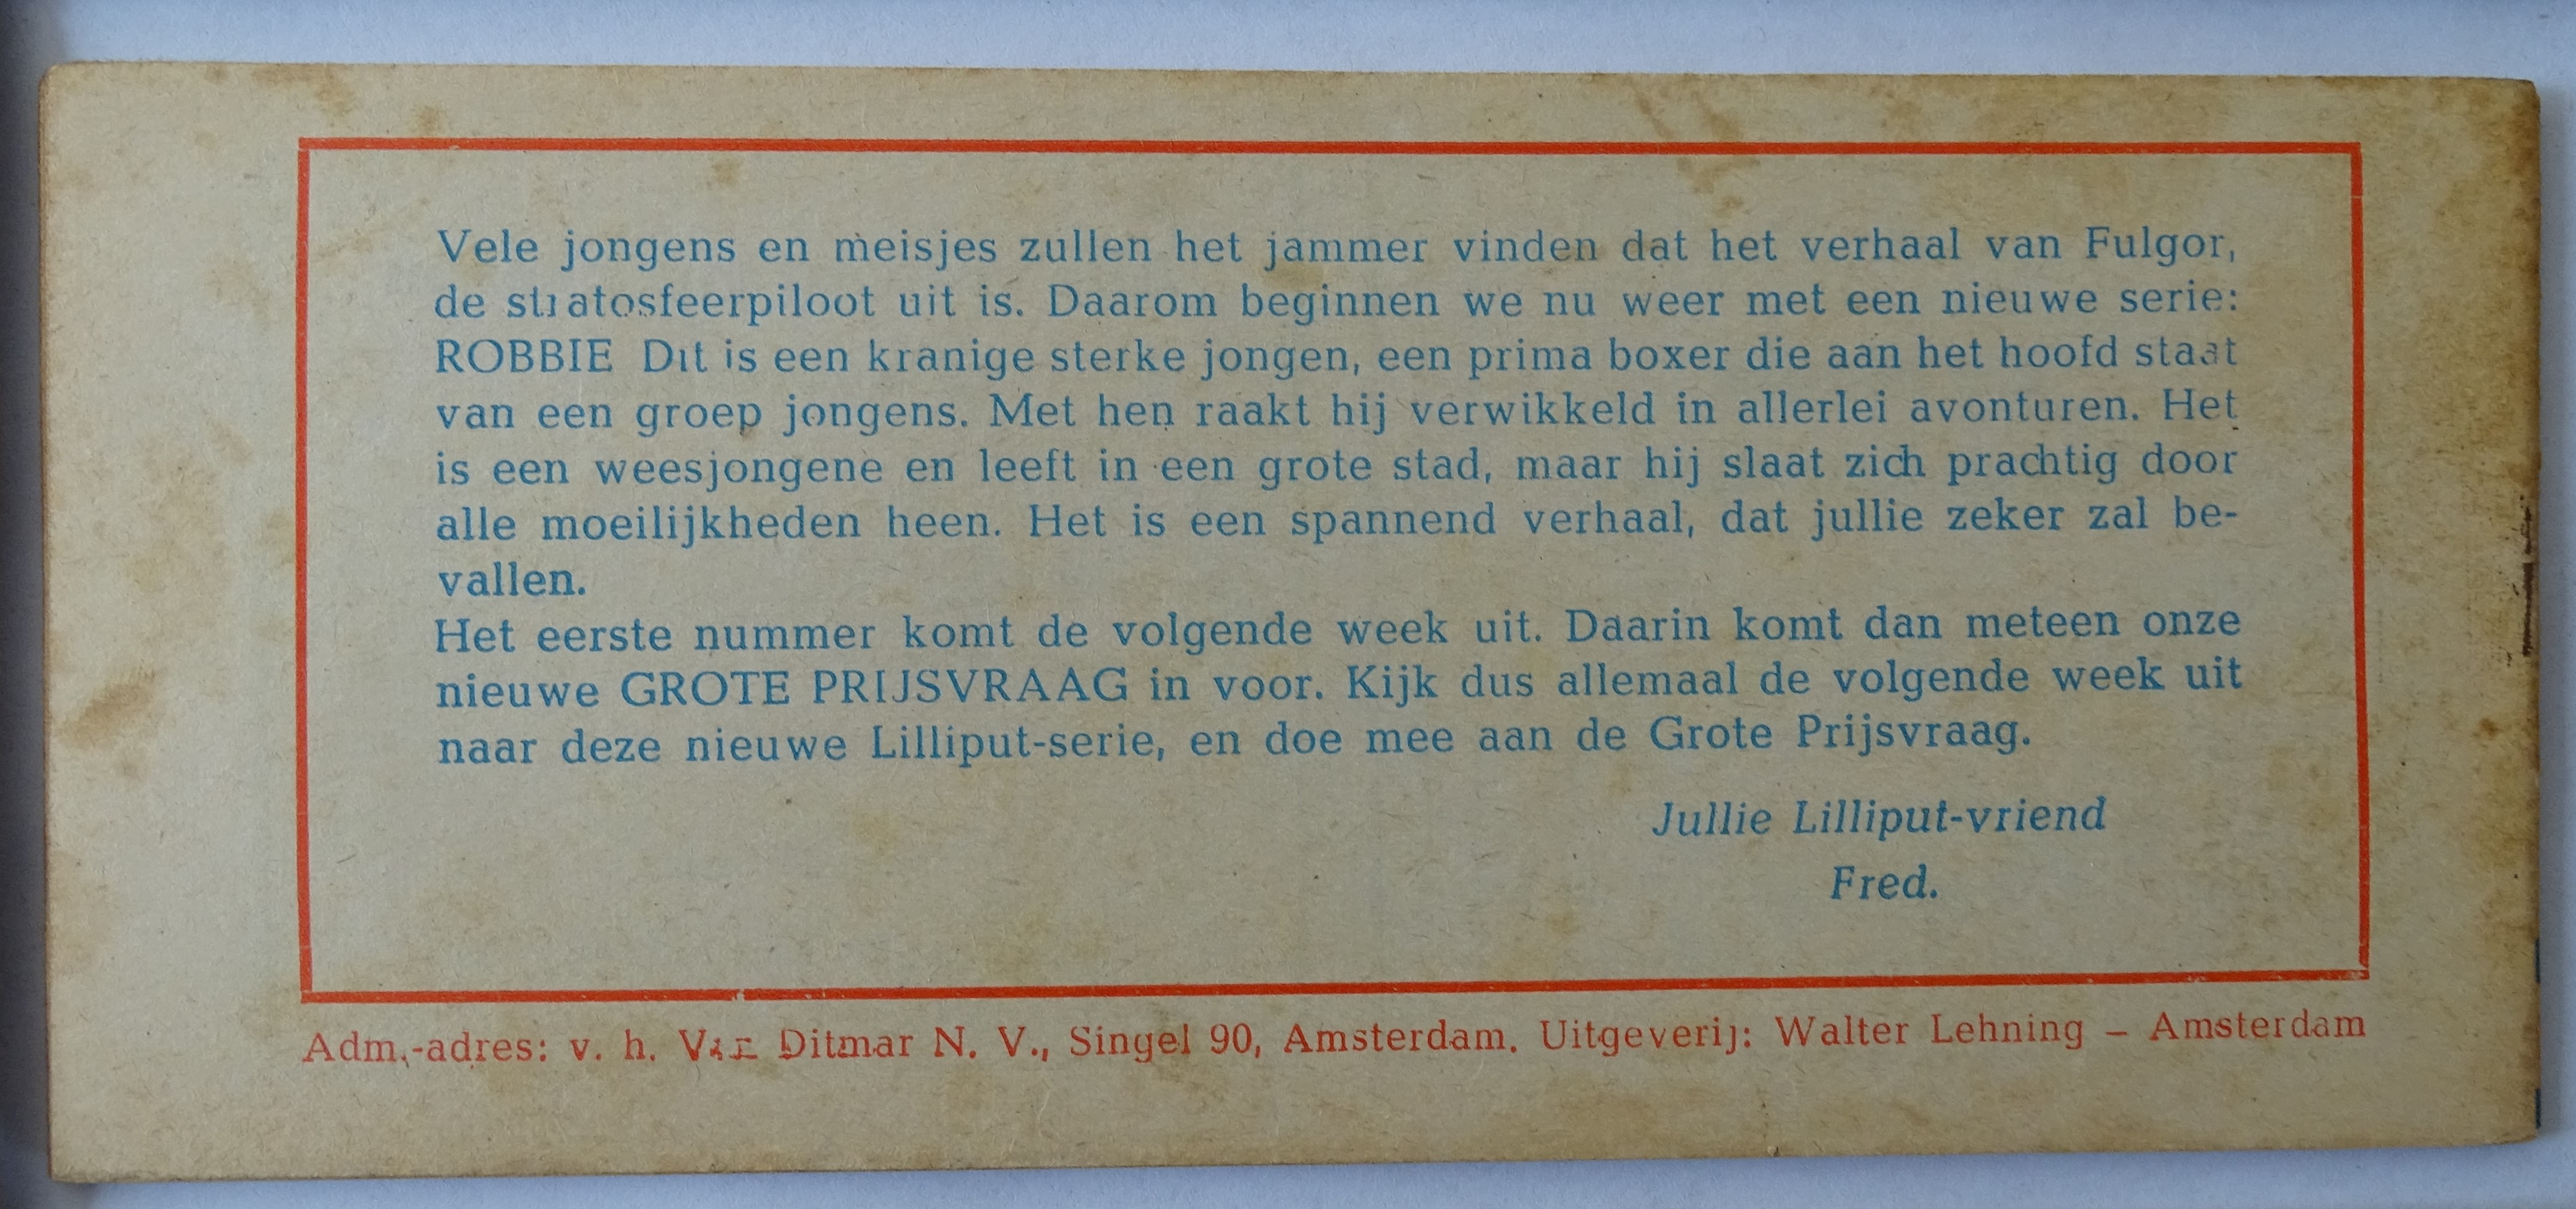 Vele jongens en meisjes zullen het jammer vinden dat het verhaal van Fulgor,
de stratosfeerpiloot uit is. Daarom beginnen we nu weer met een nieuwe serie:
ROBBIE Dit is een kranige sterke jongen, een prima boxer die aan het hoofd staat
van een groep jongens. Met hen raakt hij verwikkeld in allerlei avonturen. Het
is een weesjongene en leeft in een grote stad, maar hij slaat zich prachtig door
alle moeilijkheden heen. Het is een spannend verhaal, dat jullie zeker zal be-
vallen.
Het eerste nummer komt de volgende week uit. Daarin komt dan meteen onze
nieuwe GROTE PRIJSVRAAG in voor. Kijk dus allemaal de volgende week uit
naar deze nieuwe Lilliput-serie, en doe mee aan de Grote Prijsvraag.
Jullie Lilliput-vriend
Fred.
Adm.-adres: v. h. Van Ditmar N. V., Singel 90, Amsterdam. Uitgeverij: Walter Lehning – Amsterdam